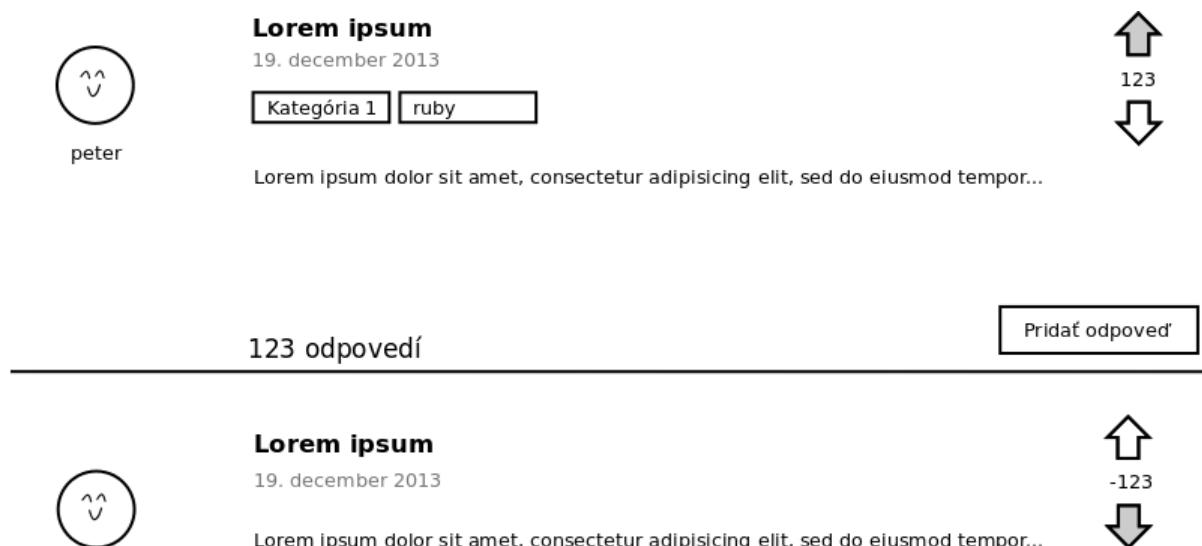 Lorem ipsum
19. december 2013
123
Kategória 1 ruby
peter
Lorem ipsum dolor sit amet, consectetur adipisicing elit, sed do eiusmod tempor...
Pridať odpoveď
123 odpovedí
Lorem ipsum
19. december 2013
-123
Lorem ipsum dolor sit amet, consectetur adipisicing elit, sed do eiusmod tempor...